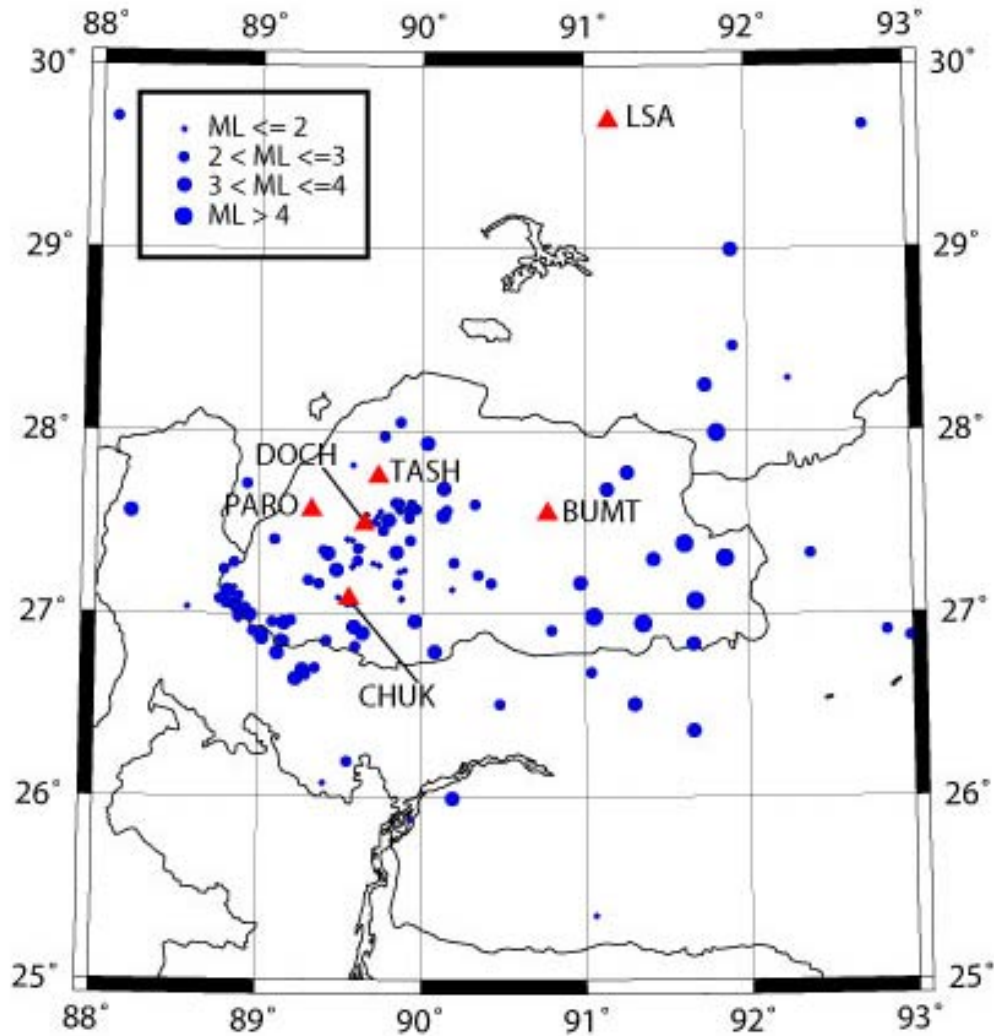 88° 89° 90° 91° 92° 93°
30° 30°
ML <= 2
2 < ML <=3
3 < ML <=4
ML > 4
LSA
29° 29°
28° 28°
DOCH
TASH
PARO
BUMT
27° 27°
CHUK
26° 26°
25° 25°
88° 89° 90° 91° 92° 93°